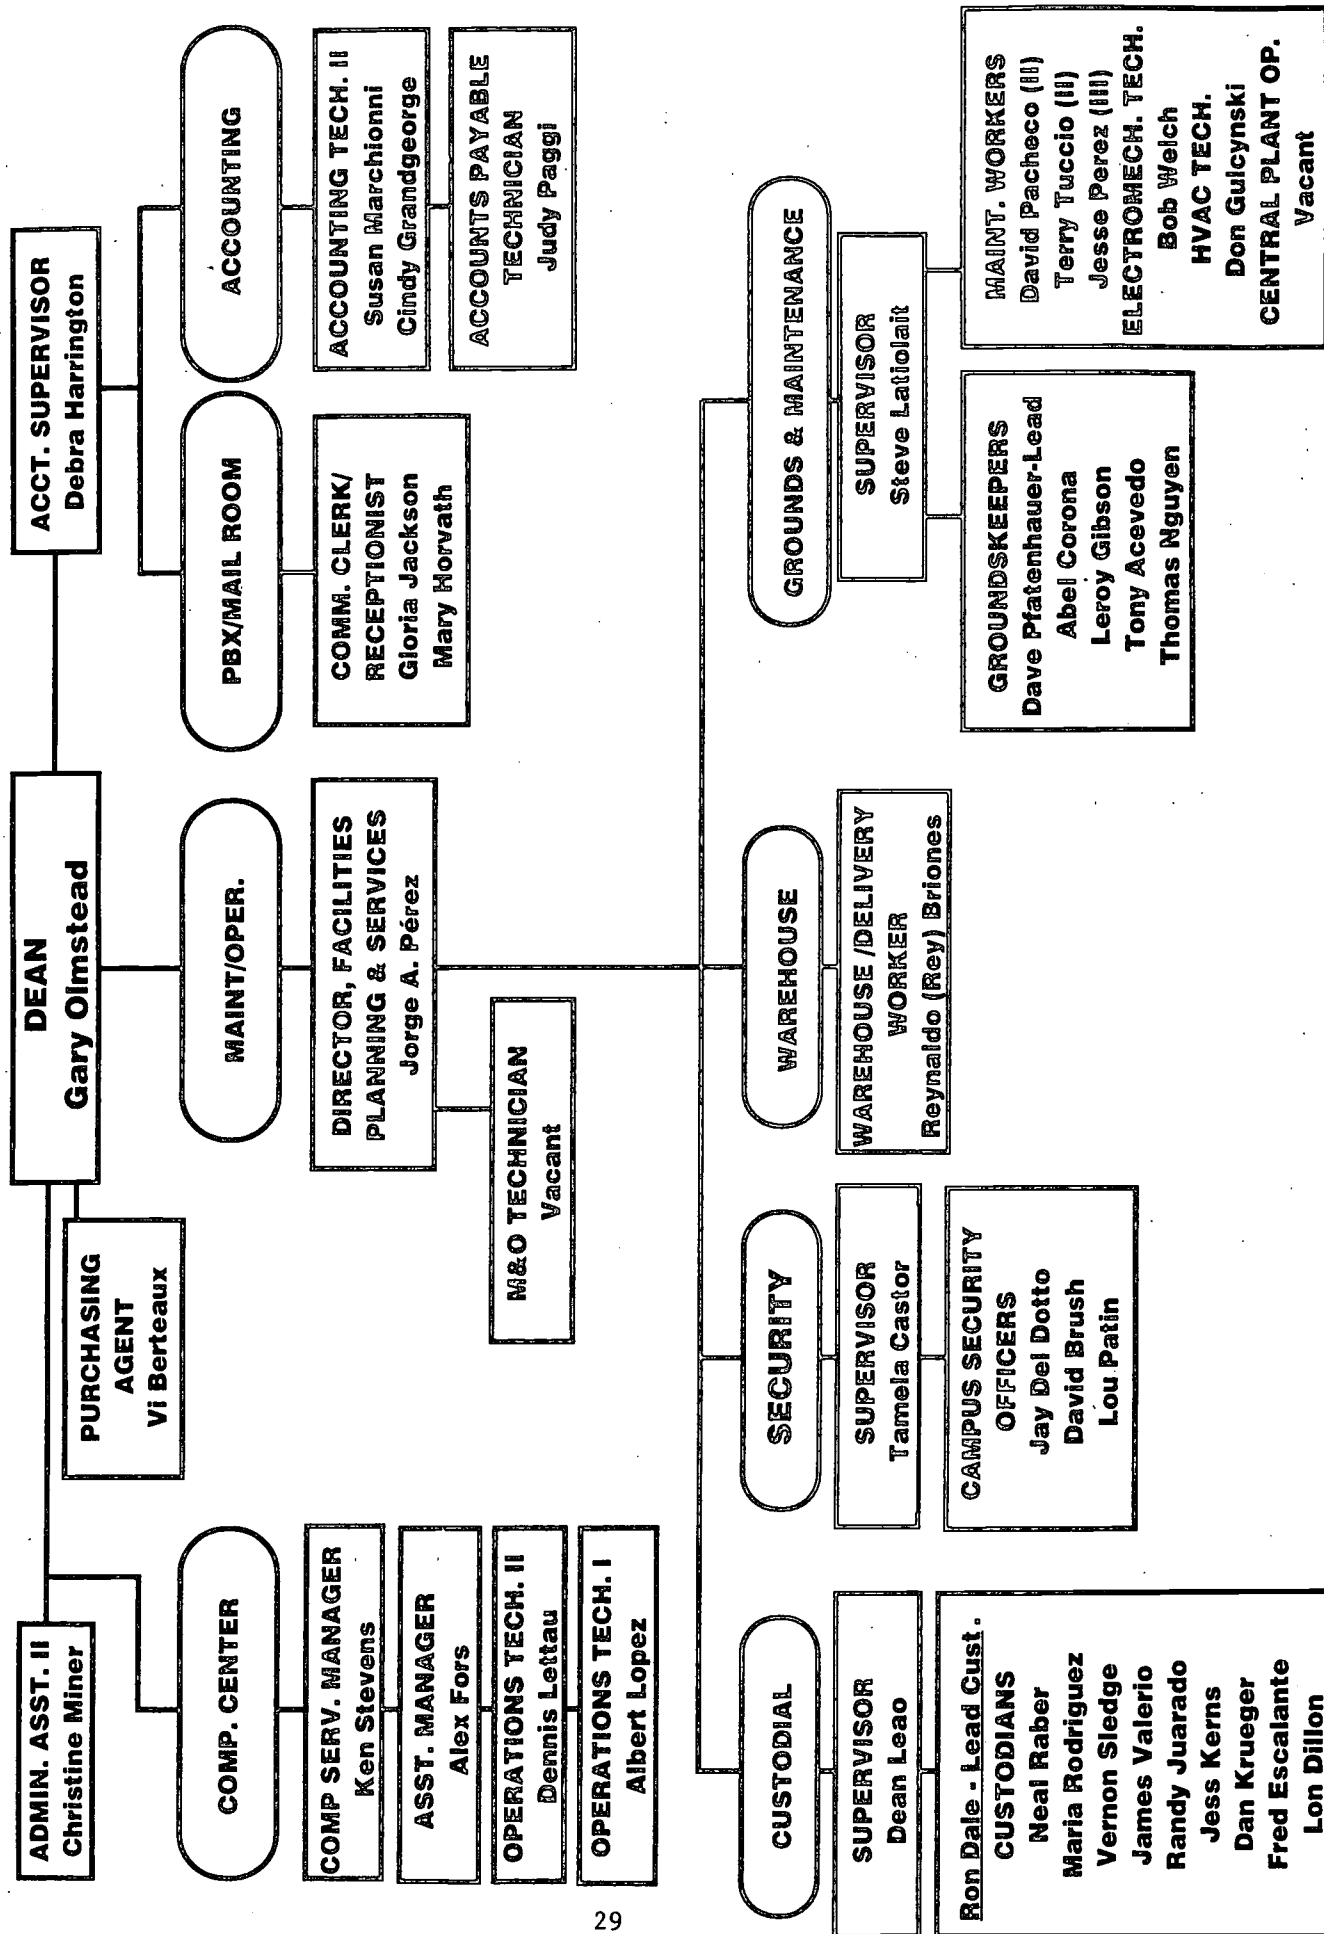 DEAN
Gary Olmstead
ADMIN. ASST. II
Christine Miner
PURCHASING
AGENT
Vi Berteaux
ACCT. SUPERVISOR
Debra Harrington
COMP. CENTER
COMP SERV. MANAGER
Ken Stevens
ASST. MANAGER
Alex Fors
OPERATIONS TECH. II
Dennis Lettau
OPERATIONS TECH. I
Albert Lopez
MAINT/OPER.
DIRECTOR, FACILITIES
PLANNING & SERVICES
Jorge A. Pérez
M&O TECHNICIAN
Vacant
PBX/MAIL ROOM
COMM. CLERK/
RECEPTIONIST
Gloria Jackson
Mary Horvath
ACCOUNTING
ACCOUNTING TECH. II
Susan Marchionni
Cindy Grandgeorge
ACCOUNTS PAYABLE
TECHNICIAN
Judy Paggi
CUSTODIAL
SUPERVISOR
Dean Leao
Ron Dale - Lead Cust.
CUSTODIANS
Neal Raber
Maria Rodriguez
Vernon Sledge
James Valerio
Randy Juarado
Jess Kerns
Dan Krueger
Fred Escalante
Lon Dillon
SECURITY
SUPERVISOR
Tamela Castor
CAMPUS SECURITY
OFFICERS
Jay Del Dotto
David Brush
Lou Patin
WAREHOUSE
WAREHOUSE /DELIVERY
WORKER
Reynaldo (Rey) Briones
GROUNDS & MAINTENANCE
SUPERVISOR
Steve Latiolait
GROUNDSKEEPERS
Dave Pfatenhauer-Lead
Abel Corona
Leroy Gibson
Tony Acevedo
Thomas Nguyen
MAINT. WORKERS
David Pacheco (II)
Terry Tuccio (II)
Jesse Perez (III)
ELECTROMECH. TECH.
Bob Welch
HVAC TECH.
Don Gulcynski
CENTRAL PLANT OP.
Vacant
29